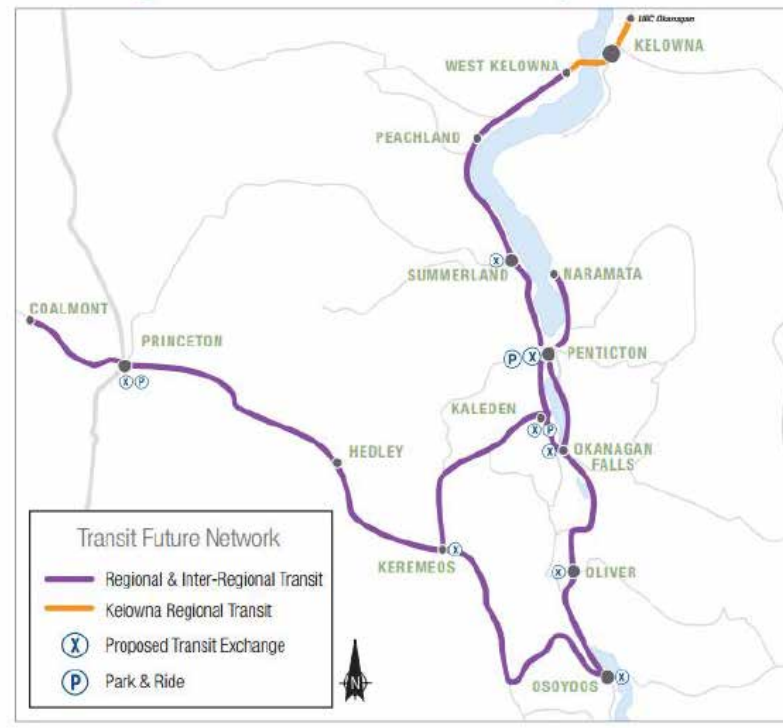 UBC Okanagan
KELOWNA
WEST KELOWNA
PEACHLAND
X
SUMMERLAND
NARAMATA
COALMONT
PRINCETON
X P
P X
PENTICTON
KALEDEN
X P
X
OKANAGAN
FALLS
HEDLEY
KEREMEOS
X
X
OLIVER
OSOYOOS
X
Transit Future Network
Regional & Inter-Regional Transit
Kelowna Regional Transit
X Proposed Transit Exchange
P Park & Ride
N